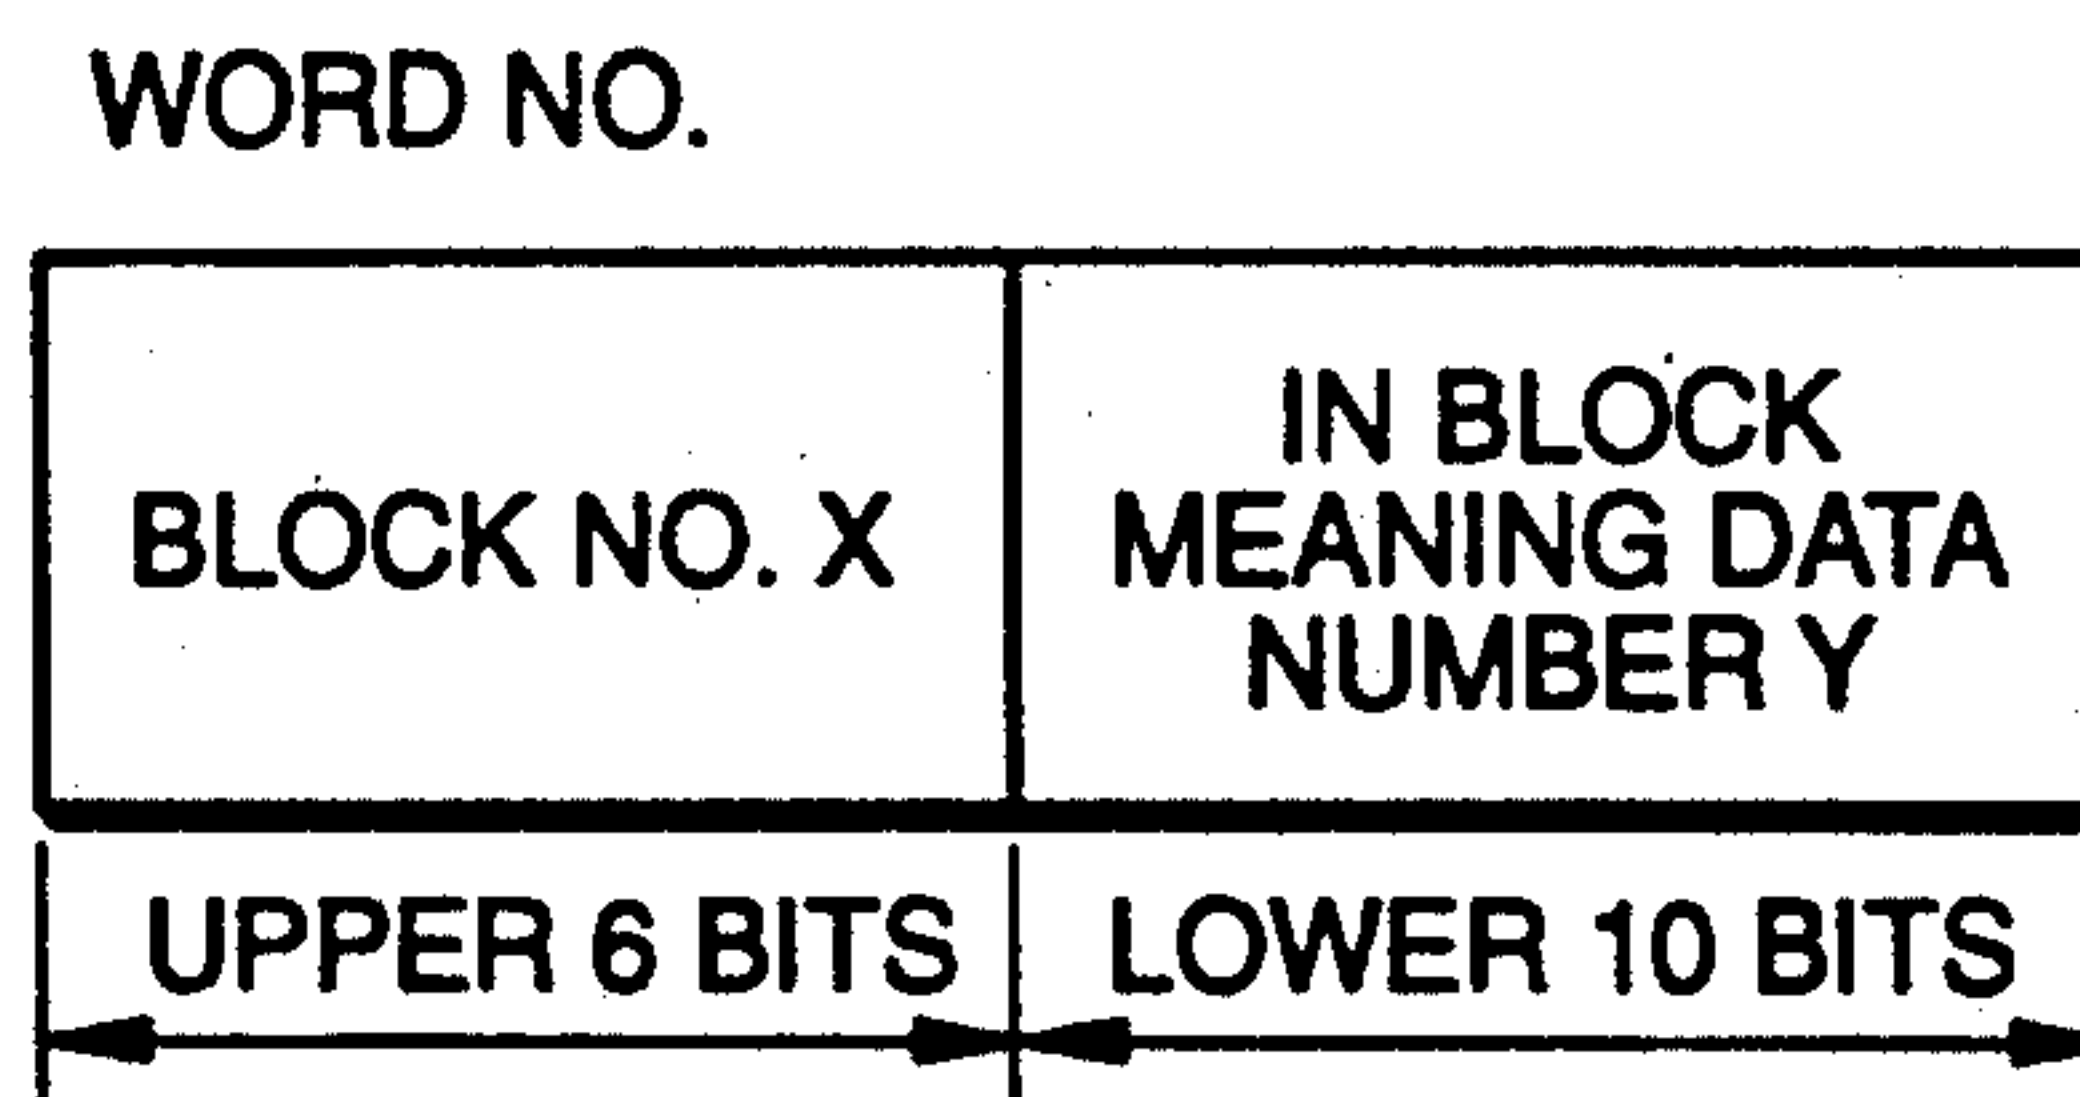 WORD NO.
BLOCK NO. X
IN BLOCK
MEANING DATA
NUMBER Y
UPPER 6 BITS
LOWER 10 BITS